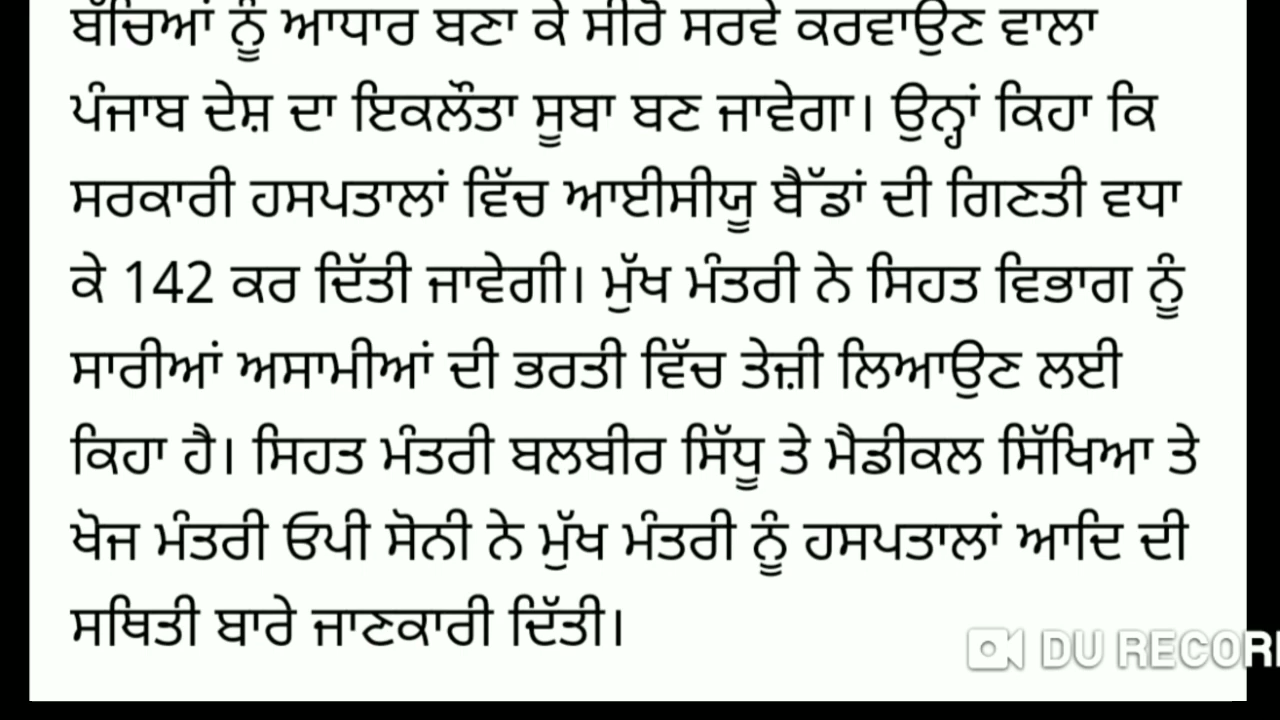 ਬੱਚਿਆਂ ਨੂੰ ਆਧਾਰ ਬਣਾ ਕੇ ਸੀਰੋ ਸਰਵੇ ਕਰਵਾਉਣ ਵਾਲਾ
ਪੰਜਾਬ ਦੇਸ਼ ਦਾ ਇਕਲੌਤਾ ਸੂਬਾ ਬਣ ਜਾਵੇਗਾ। ਉਨ੍ਹਾਂ ਕਿਹਾ ਕਿ
ਸਰਕਾਰੀ ਹਸਪਤਾਲਾਂ ਵਿੱਚ ਆਈਸੀਯੂ ਬੈੱਡਾਂ ਦੀ ਗਿਣਤੀ ਵਧਾ
ਕੇ 142 ਕਰ ਦਿੱਤੀ ਜਾਵੇਗੀ। ਮੁੱਖ ਮੰਤਰੀ ਨੇ ਸਿਹਤ ਵਿਭਾਗ ਨੂੰ
ਸਾਰੀਆਂ ਅਸਾਮੀਆਂ ਦੀ ਭਰਤੀ ਵਿੱਚ ਤੇਜ਼ੀ ਲਿਆਉਣ ਲਈ
ਕਿਹਾ ਹੈ। ਸਿਹਤ ਮੰਤਰੀ ਬਲਬੀਰ ਸਿੱਧੂ ਤੇ ਮੈਡੀਕਲ ਸਿੱਖਿਆ ਤੇ
ਖੋਜ ਮੰਤਰੀ ਓਪੀ ਸੋਨੀ ਨੇ ਮੁੱਖ ਮੰਤਰੀ ਨੂੰ ਹਸਪਤਾਲਾਂ ਆਦਿ ਦੀ
ਸਥਿਤੀ ਬਾਰੇ ਜਾਣਕਾਰੀ ਦਿੱਤੀ।
DU RECOR